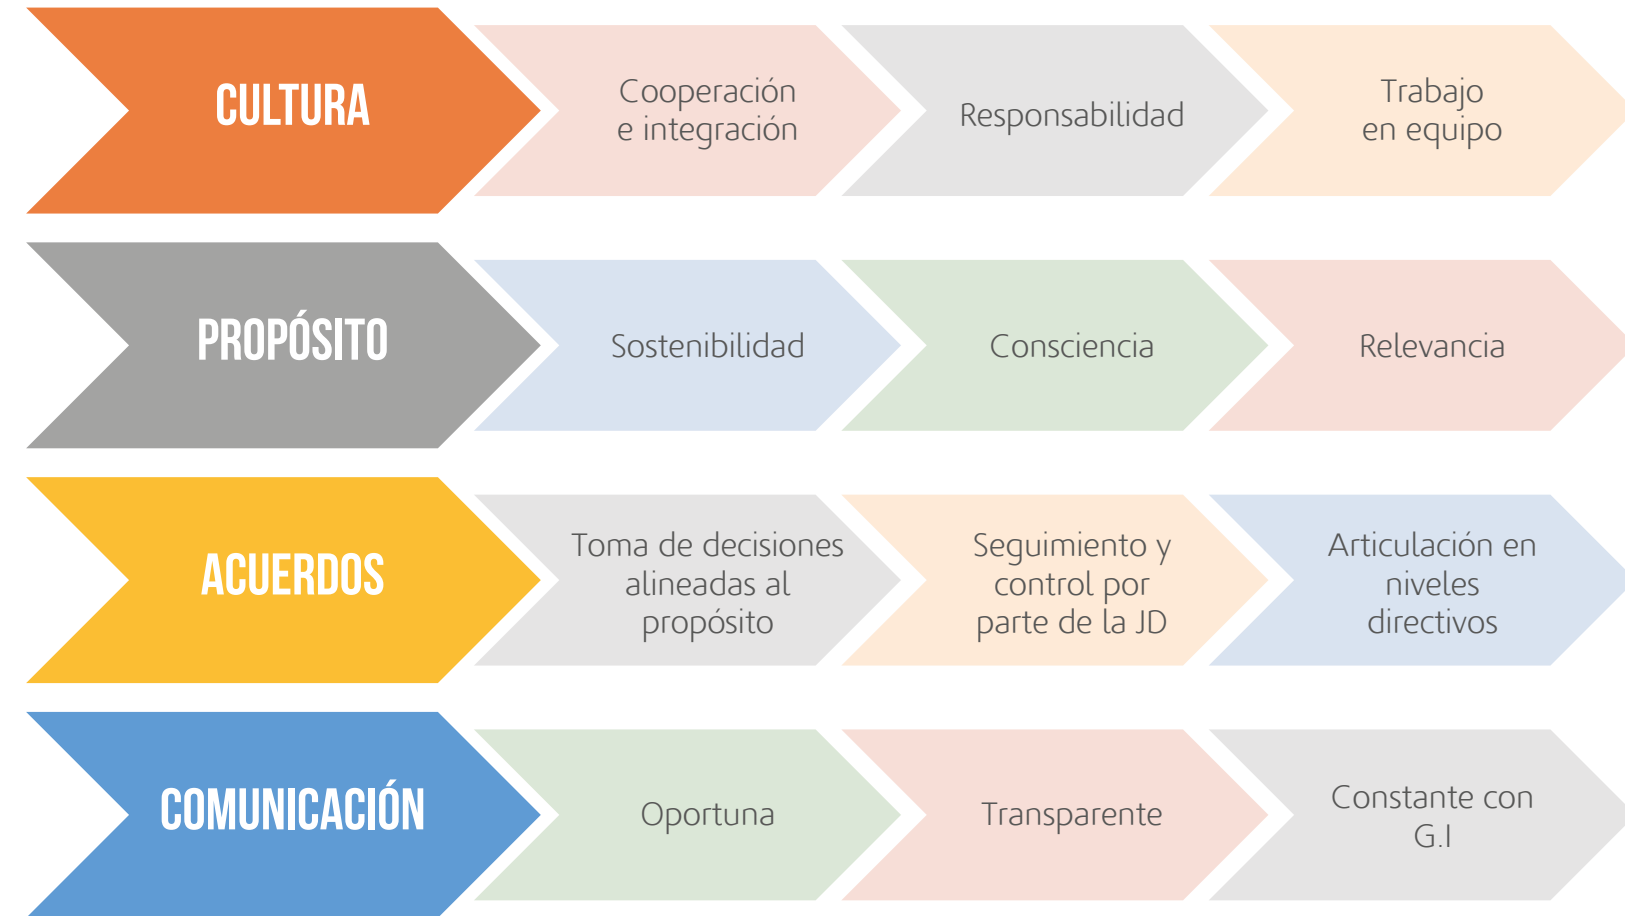 CULTURA
Cooperación
e integración
Responsabilidad
Trabajo
en equipo
PROPÓSITO
Sostenibilidad
Consciencia
Relevancia
ACUERDOS
Toma de decisiones
alineadas al
propósito
Seguimiento y
control por
parte de la JD
Articulación en
niveles
directivos
COMUNICACIÓN
Oportuna
Transparente
Constante con
G.I